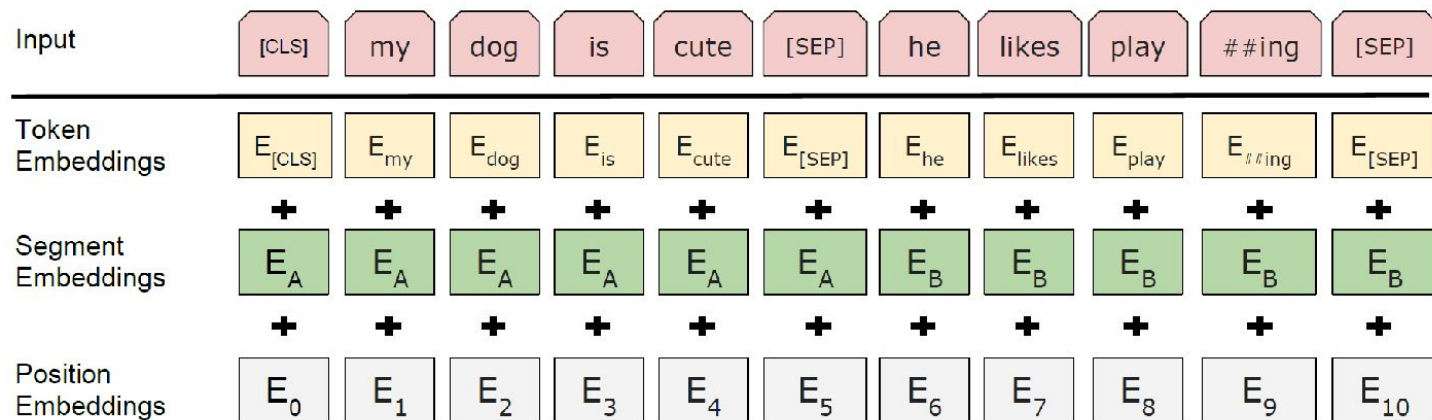 Input [CLS] my dog is cute [SEP] he likes play ##ing [SEP]
Token Embeddings E[CLS] Emy Edog Eis Ecute E[SEP] Ehe Elikes Eplay E##ing E[SEP]
+ + + + + + + + + + +
Segment Embeddings EA EA EA EA EA EA EB EB EB EB EB
+ + + + + + + + + + +
Position Embeddings E0 E1 E2 E3 E4 E5 E6 E7 E8 E9 E10